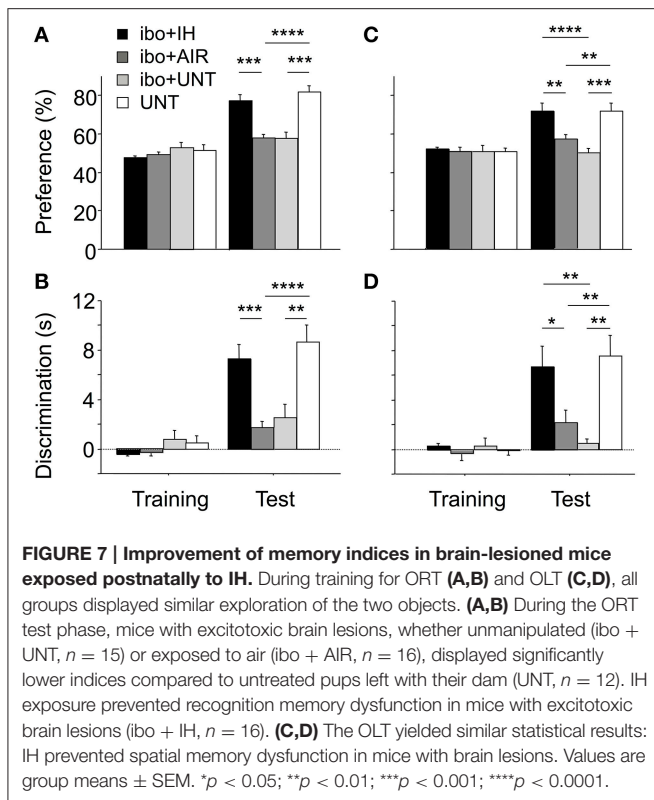 A
ibo+IH
ibo+AIR
ibo+UNT
UNT
****
***
***
Preference (%)
80
60
40
20
0
C
****
**
**
***
B
Discrimination (s)
12
8
4
0
****
***
**
Training
Test
D
**
**
*
**
Training
Test
FIGURE 7 | Improvement of memory indices in brain-lesioned mice
exposed postnatally to IH. During training for ORT (A,B) and OLT (C,D), all
groups displayed similar exploration of the two objects. (A,B) During the ORT
test phase, mice with excitotoxic brain lesions, whether unmanipulated (ibo +
UNT, n = 15) or exposed to air (ibo + AIR, n = 16), displayed significantly
lower indices compared to untreated pups left with their dam (UNT, n = 12). IH
exposure prevented recognition memory dysfunction in mice with excitotoxic
brain lesions (ibo + IH, n = 16). (C,D) The OLT yielded similar statistical results:
IH prevented spatial memory dysfunction in mice with brain lesions. Values are
group means ± SEM. *p < 0.05; **p < 0.01; ***p < 0.001; ****p < 0.0001.